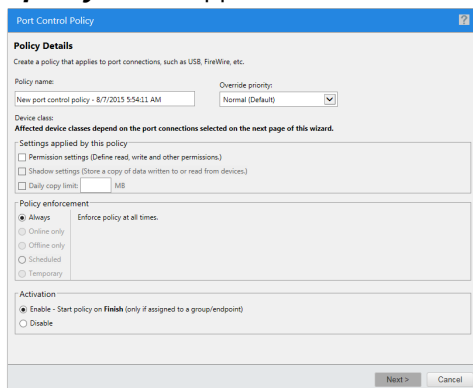 Port Control Policy
?
Policy Details
Create a policy that applies to port connections, such as USB, FireWire, etc.
Policy name:
Override priority:
New port control policy - 8/7/2015 5:54:11 AM
Normal (Default)
Device class:
Affected device classes depend on the port connections selected on the next page of this wizard.
Settings applied by this policy
Permission settings (Define read, write and other permissions.)
Shadow settings (Store a copy of data written to or read from devices.)
Daily copy limit: MB
Policy enforcement
Always Enforce policy at all times.
Online only
Offline only
Scheduled
Temporary
Activation
Enable - Start policy on Finish (only if assigned to a group/endpoint)
Disable
Next > Cancel